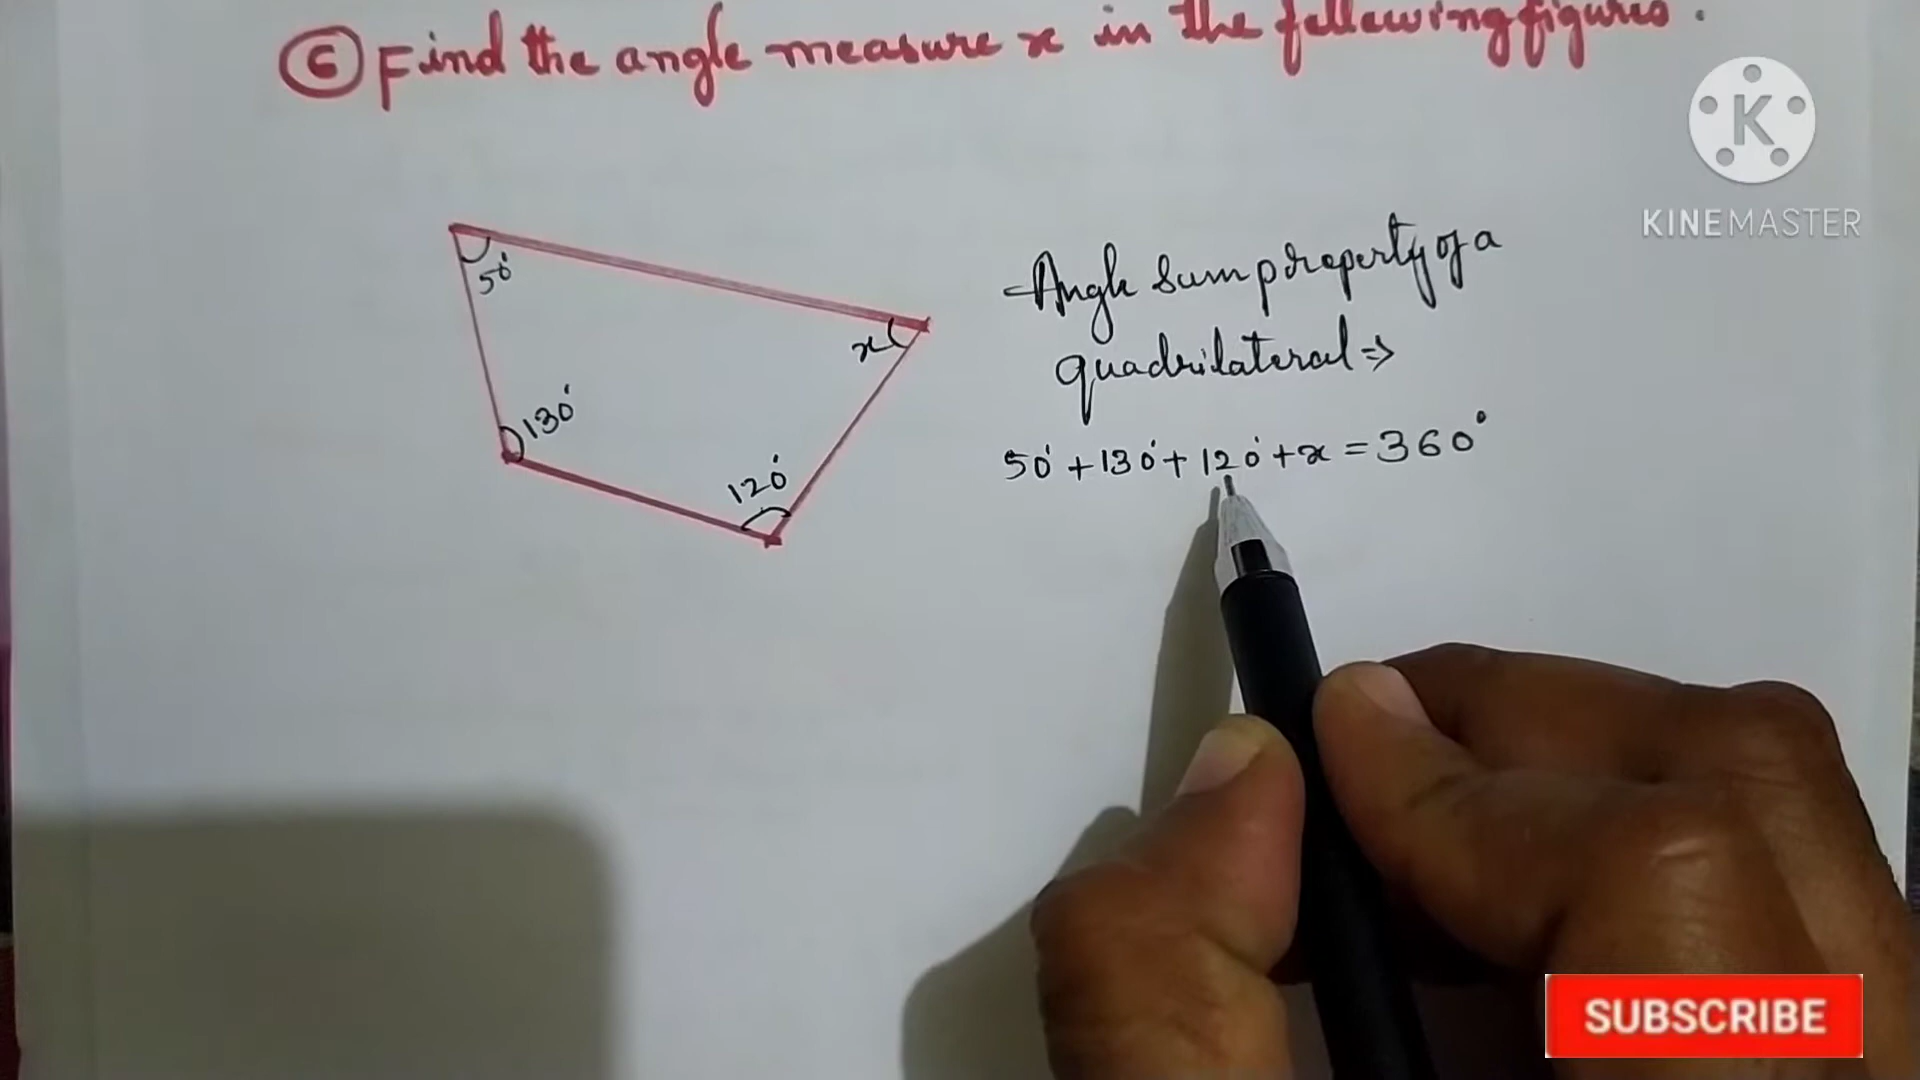 6 Find the angle measure x in the following figures.
K
KINEMASTER
50°
x
130°
120°
Angle sum property of a
quadrilateral ⇒
50° + 130° + 120° + x = 360°
SUBSCRIBE